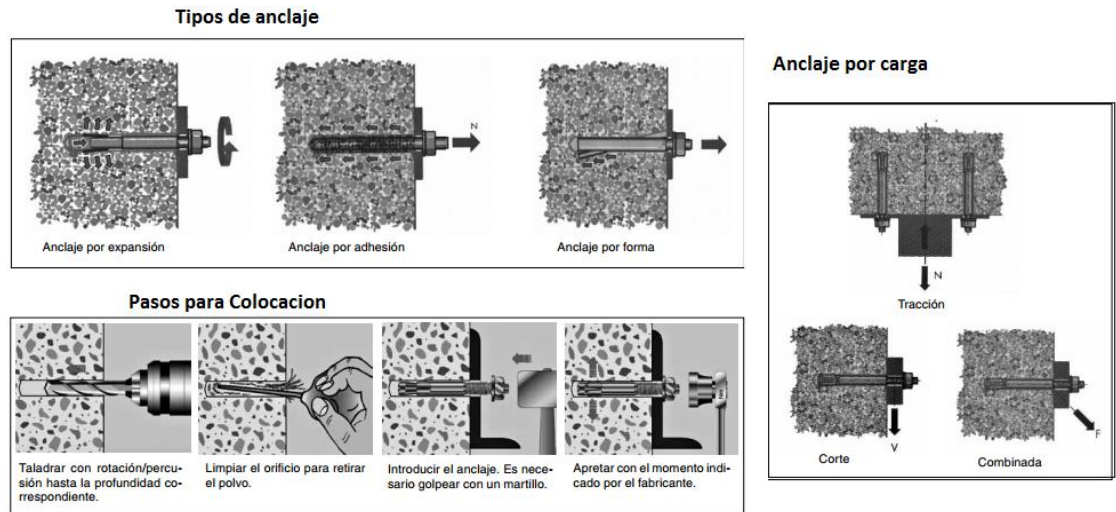 Tipos de anclaje
N
Anclaje por expansión
Anclaje por adhesión
Anclaje por forma
Pasos para Colocacion
Taladrar con rotación/percu-
sión hasta la profundidad co-
rrespondiente.
Limpiar el orificio para retirar
el polvo.
Introducir el anclaje. Es nece-
sario golpear con un martillo.
Apretar con el momento indi-
cado por el fabricante.
Anclaje por carga
N
Tracción
V
Corte
F
Combinada